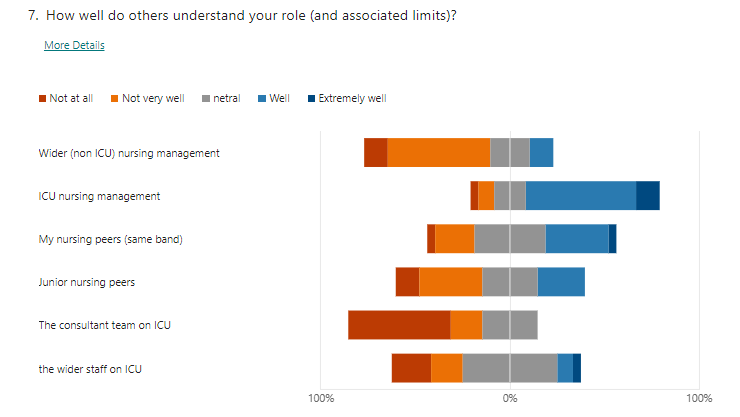 7. How well do others understand your role (and associated limits)?
More Details
Not at all Not very well netral Well Extremely well
Wider (non ICU) nursing management
ICU nursing management
My nursing peers (same band)
Junior nursing peers
The consultant team on ICU
the wider staff on ICU
100% 0% 100%